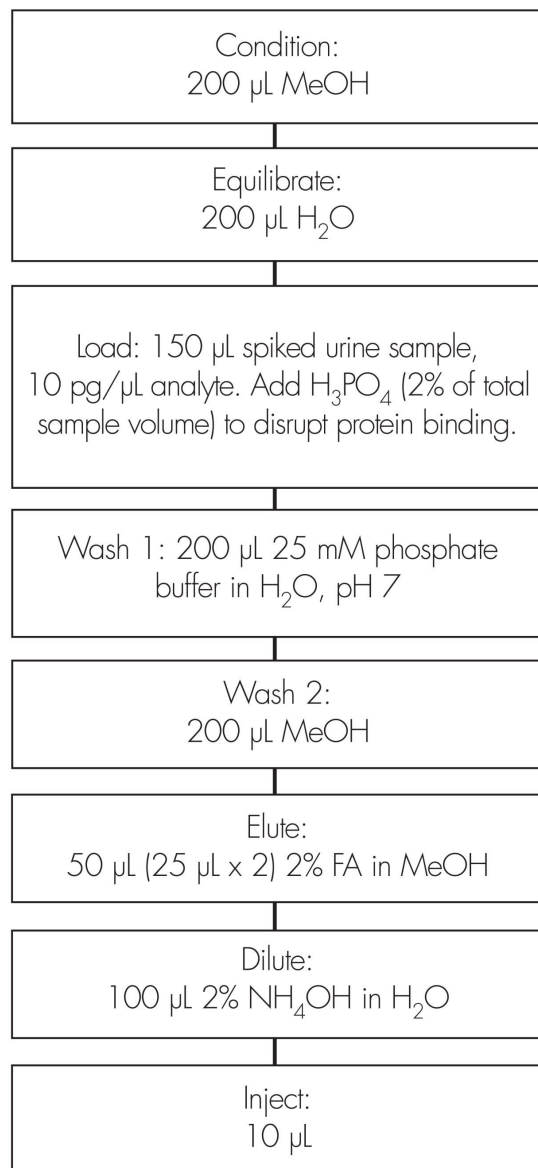 Condition:
200 µL MeOH
Equilibrate:
200 µL H₂O
Load: 150 µL spiked urine sample,
10 pg/µL analyte. Add H₃PO₄ (2% of total
sample volume) to disrupt protein binding.
Wash 1: 200 µL 25 mM phosphate
buffer in H₂O, pH 7
Wash 2:
200 µL MeOH
Elute:
50 µL (25 µL x 2) 2% FA in MeOH
Dilute:
100 µL 2% NH₄OH in H₂O
Inject:
10 µL